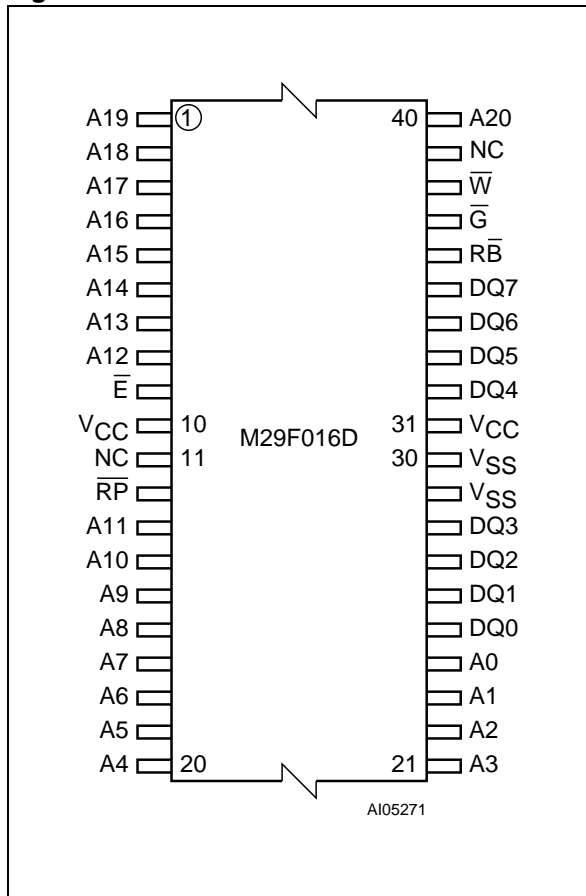 A19 ① 40 A20
A18 NC
A17 W̅
A16 G̅
A15 RB̅
A14 DQ7
A13 DQ6
A12 DQ5
E̅ DQ4
VCC 10 31 VCC
M29F016D
NC 11 30 VSS
R̅P̅ VSS
A11 DQ3
A10 DQ2
A9 DQ1
A8 DQ0
A7 A0
A6 A1
A5 A2
A4 20 21 A3
AI05271